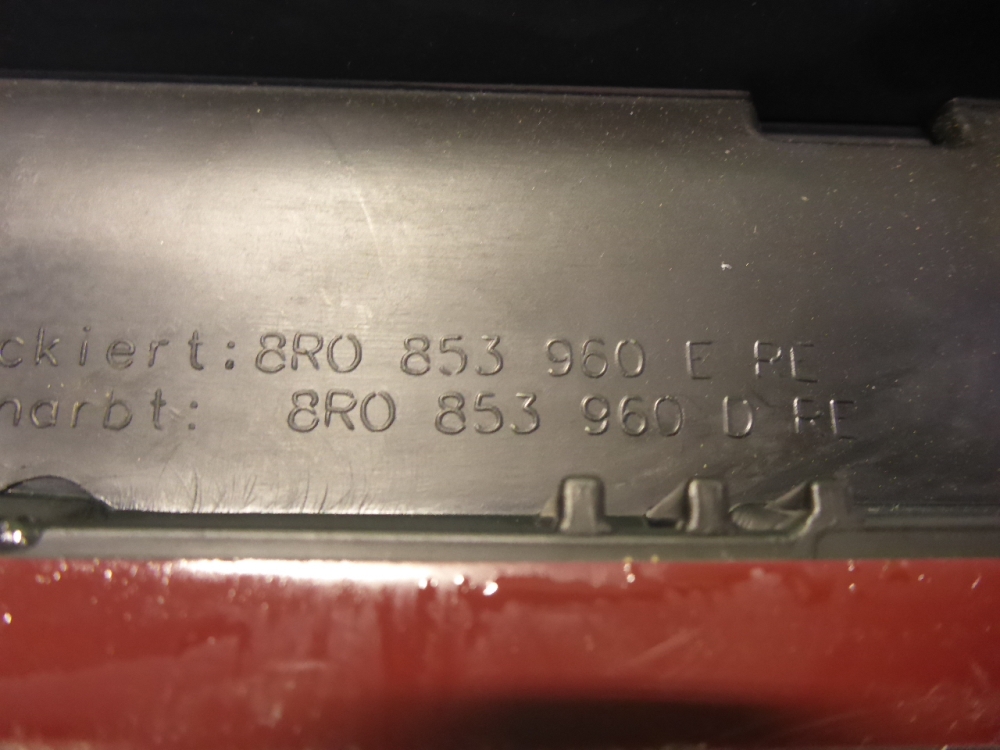 ckiert: 8R0 853 960 E RE
narbt: 8R0 853 960 D RE